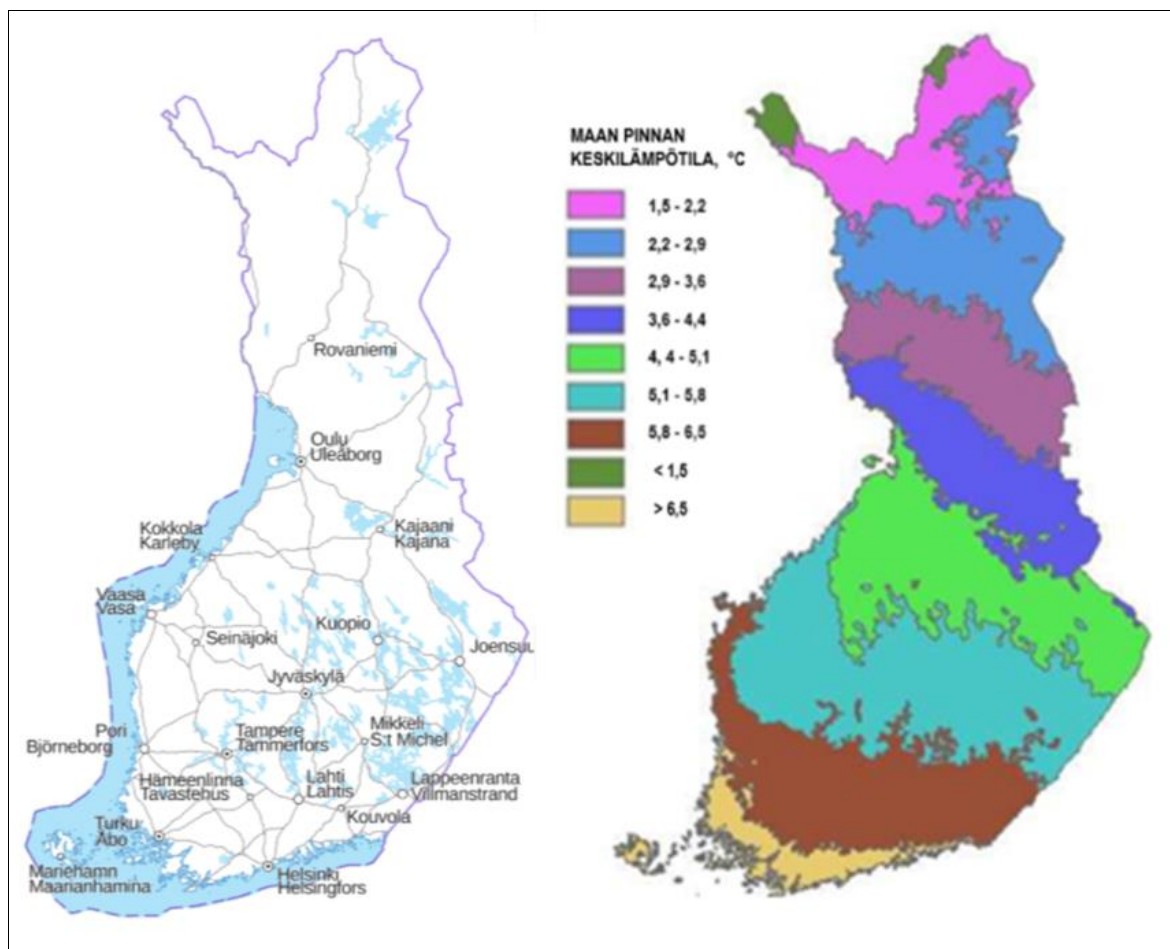 Rovaniemi
Oulu
Uleåborg
Kokkola
Karleby
Kajaani
Kajana
Vaasa
Vasa
Seinäjoki
Kuopio
Joensuu
Jyväskylä
Pori
Björneborg
Tampere
Tammerfors
Mikkeli
S:t Michel
Hämeenlinna
Tavastehus
Lahti
Lahtis
Lappeenranta
Villmanstrand
Kouvola
Turku
Åbo
Mariehamn
Maarianhamina
Helsinki
Helsingfors
MAAN PINNAN
KESKILÄMPÖTILA, °C
1,5 - 2,2
2,2 - 2,9
2,9 - 3,6
3,6 - 4,4
4, 4 - 5,1
5,1 - 5,8
5,8 - 6,5
< 1,5
> 6,5